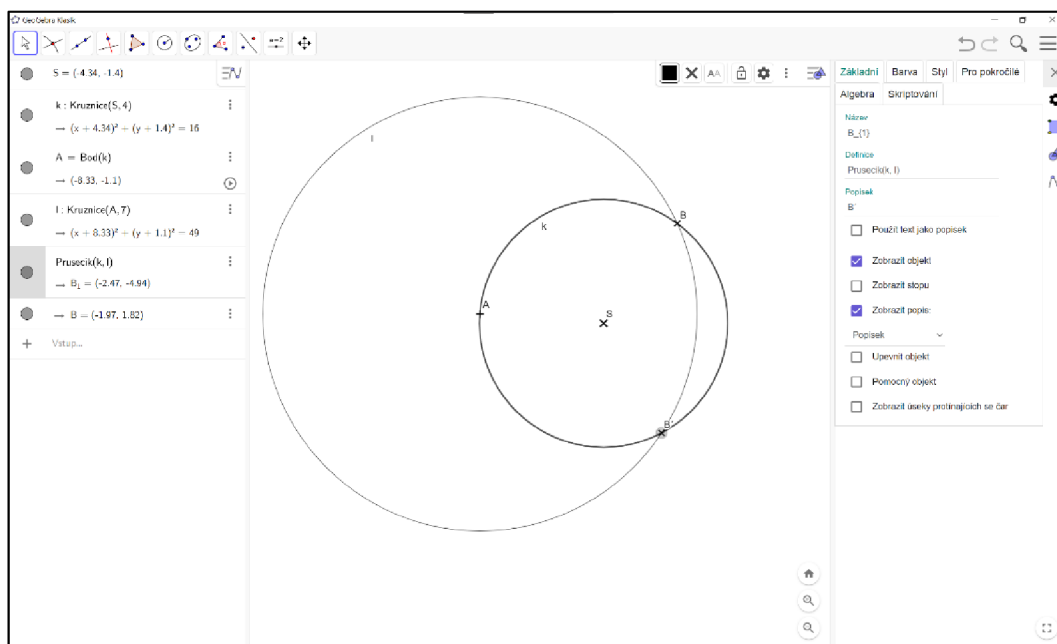 GeoGebra Klasik
S = (-4.34, -1.4)
k : Kruznice(S, 4)
→ (x + 4.34)² + (y + 1.4)² = 16
A = Bod(k)
→ (-8.33, -1.1)
l : Kruznice(A, 7)
→ (x + 8.33)² + (y + 1.1)² = 49
Prusecik(k, l)
→ B₁ = (-2.47, -4.94)
→ B = (-1.97, 1.82)
+ Vstup...
a=2
AA
l
k
B
A
S
B´
Základní Barva Styl Pro pokročilé
Algebra Skriptování
Název
B_{1}
Definice
Prusecik(k, l)
Popisek
B´
Použít text jako popisek
Zobrazit objekt
Zobrazit stopu
Zobrazit popis:
Popisek
Upevnit objekt
Pomocný objekt
Zobrazit úseky protínajících se čar